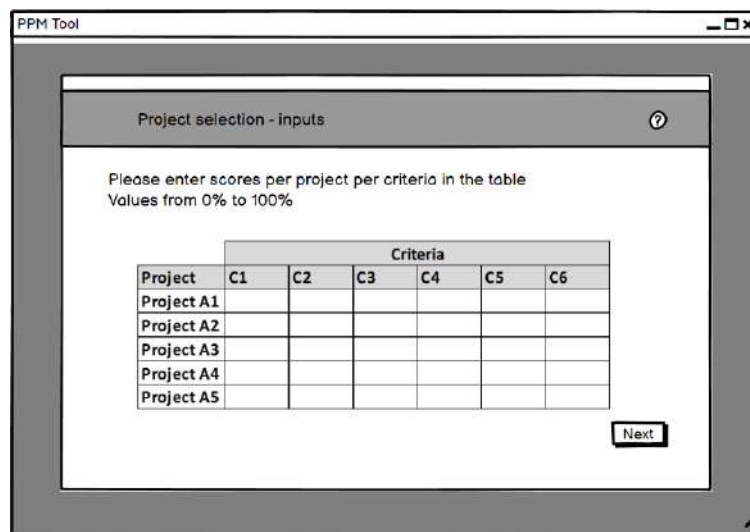 PPM Tool
Project selection - inputs
?
Please enter scores per project per criteria in the table
Values from 0% to 100%
Criteria
Project C1 C2 C3 C4 C5 C6
Project A1
Project A2
Project A3
Project A4
Project A5
Next